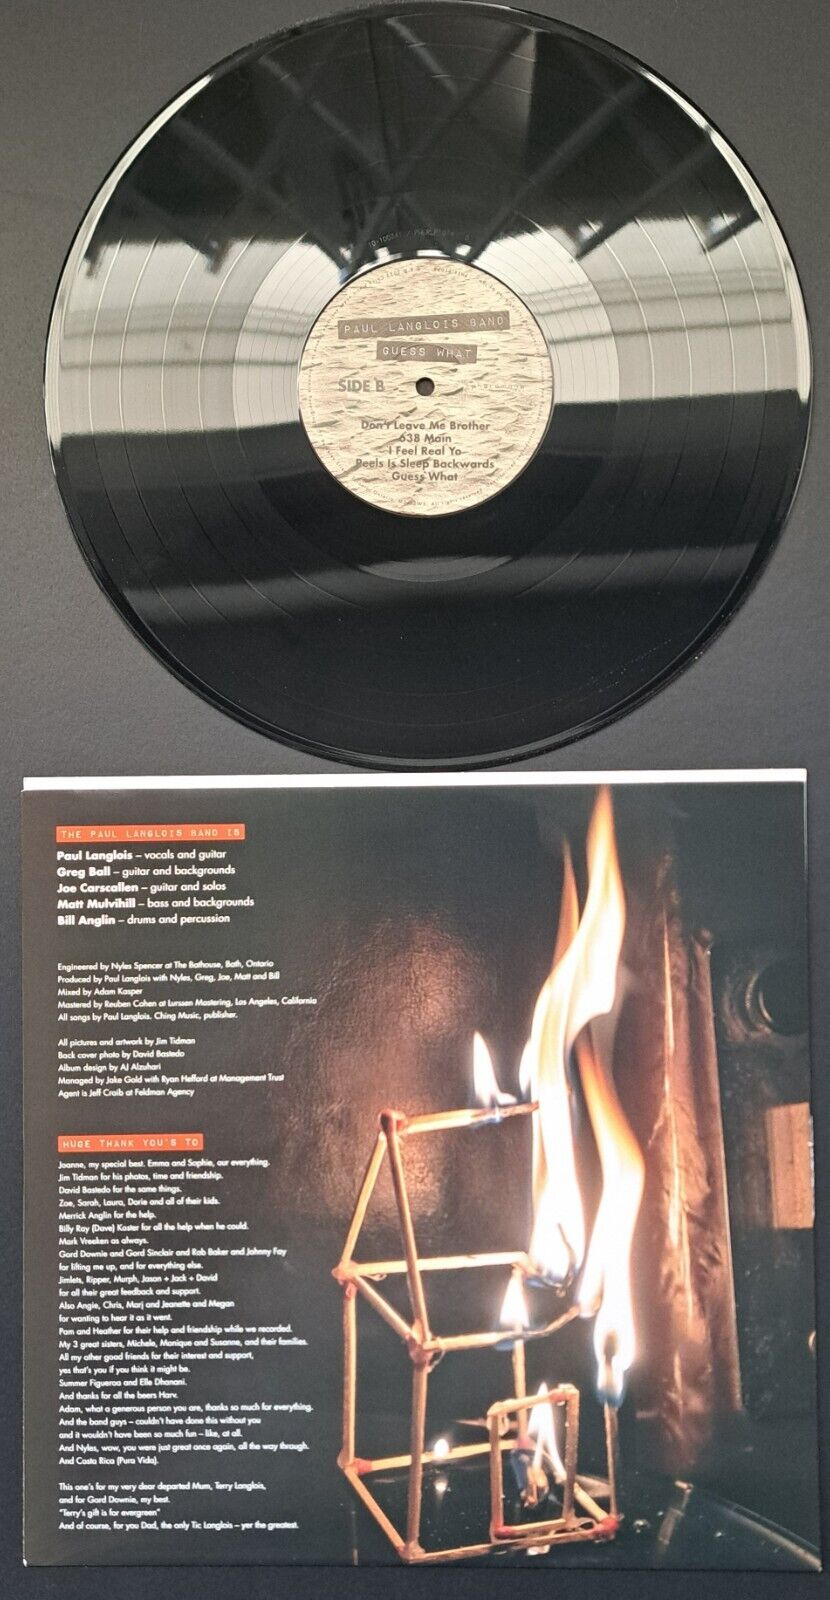 PAUL LANGLOIS BAND
GUESS WHAT
SIDE B
Don't Leave Me Brother
638 Main
I Feel Real Yo
Peels Is Sleep Backwards
Guess What
THE PAUL LANGLOIS BAND IS
Paul Langlois – vocals and guitar
Greg Ball – guitar and backgrounds
Joe Carscallen – guitar and solos
Matt Mulvihill – bass and backgrounds
Bill Anglin – drums and percussion
Engineered by Nyles Spencer at The Bathouse, Bath, Ontario
Produced by Paul Langlois with Nyles, Greg, Joe, Matt and Bill
Mixed by Adam Kasper
Mastered by Reuben Cohen at Lurssen Mastering, Los Angeles, California
All songs by Paul Langlois. Ching Music, publisher.
All pictures and artwork by Jim Tidman
Back cover photo by David Bastedo
Album design by AJ Alzuhari
Managed by Jake Gold with Ryan Hefford at Management Trust
Agent is Jeff Craib at Feldman Agency
HUGE THANK YOU'S TO
Joanne, my special best. Emma and Sophie, our everything.
Jim Tidman for his photos, time and friendship.
David Bastedo for the same things.
Zoe, Sarah, Laura, Dorie and all of their kids.
Merrick Anglin for the help.
Billy Ray (Dave) Koster for all the help when he could.
Mark Vreeken as always.
Gord Downie and Gord Sinclair and Rob Baker and Johnny Fay
for lifting me up, and for everything else.
Jimlets, Ripper, Murph, Jason + Jack + David
for all their great feedback and support.
Also Angie, Chris, Marj and Jeanette and Megan
for wanting to hear it as it went.
Pam and Heather for their help and friendship while we recorded.
My 3 great sisters, Michele, Monique and Susanne, and their families.
All my other good friends for their interest and support,
yes that's you if you think it might be.
Summer Figueroa and Elle Dhanani.
And thanks for all the beers Harv.
Adam, what a generous person you are, thanks so much for everything.
And the band guys – couldn't have done this without you
and it wouldn't have been so much fun – like, at all.
And Nyles, wow, you were just great once again, all the way through.
And Costa Rica (Pura Vida).
This one's for my very dear departed Mum, Terry Langlois,
and for Gord Downie, my best.
"Terry's gift is for evergreen"
And of course, for you Dad, the only Tic Langlois – yer the greatest.